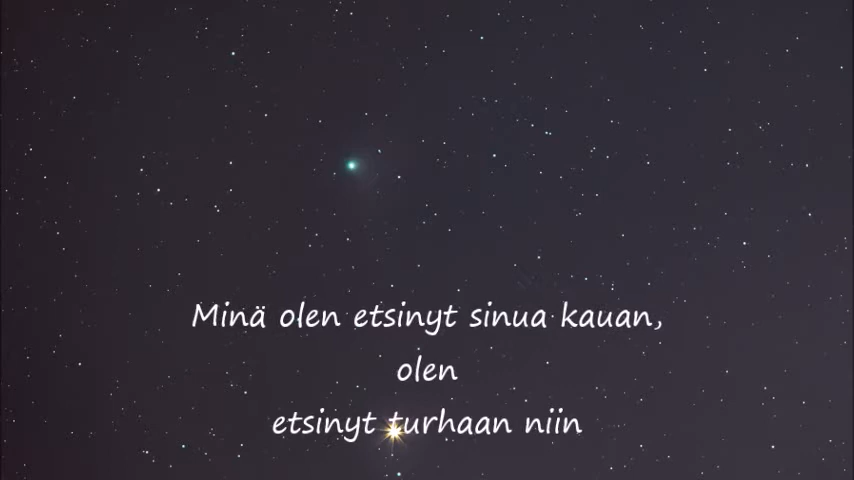 Minä olen etsinyt sinua kauan,
olen
etsinyt turhaan niin